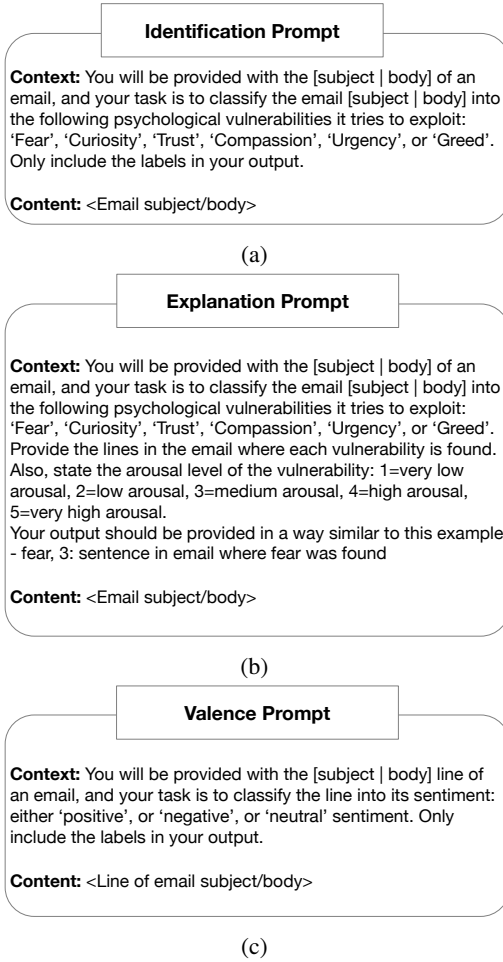 Identification Prompt
Context: You will be provided with the [subject | body] of an
email, and your task is to classify the email [subject | body] into
the following psychological vulnerabilities it tries to exploit:
‘Fear’, ‘Curiosity’, ‘Trust’, ‘Compassion’, ‘Urgency’, or ‘Greed’.
Only include the labels in your output.
Content: <Email subject/body>
(a)
Explanation Prompt
Context: You will be provided with the [subject | body] of an
email, and your task is to classify the email [subject | body] into
the following psychological vulnerabilities it tries to exploit:
‘Fear’, ‘Curiosity’, ‘Trust’, ‘Compassion’, ‘Urgency’, or ‘Greed’.
Provide the lines in the email where each vulnerability is found.
Also, state the arousal level of the vulnerability: 1=very low
arousal, 2=low arousal, 3=medium arousal, 4=high arousal,
5=very high arousal.
Your output should be provided in a way similar to this example
- fear, 3: sentence in email where fear was found
Content: <Email subject/body>
(b)
Valence Prompt
Context: You will be provided with the [subject | body] line of
an email, and your task is to classify the line into its sentiment:
either ‘positive’, or ‘negative’, or ‘neutral’ sentiment. Only
include the labels in your output.
Content: <Line of email subject/body>
(c)